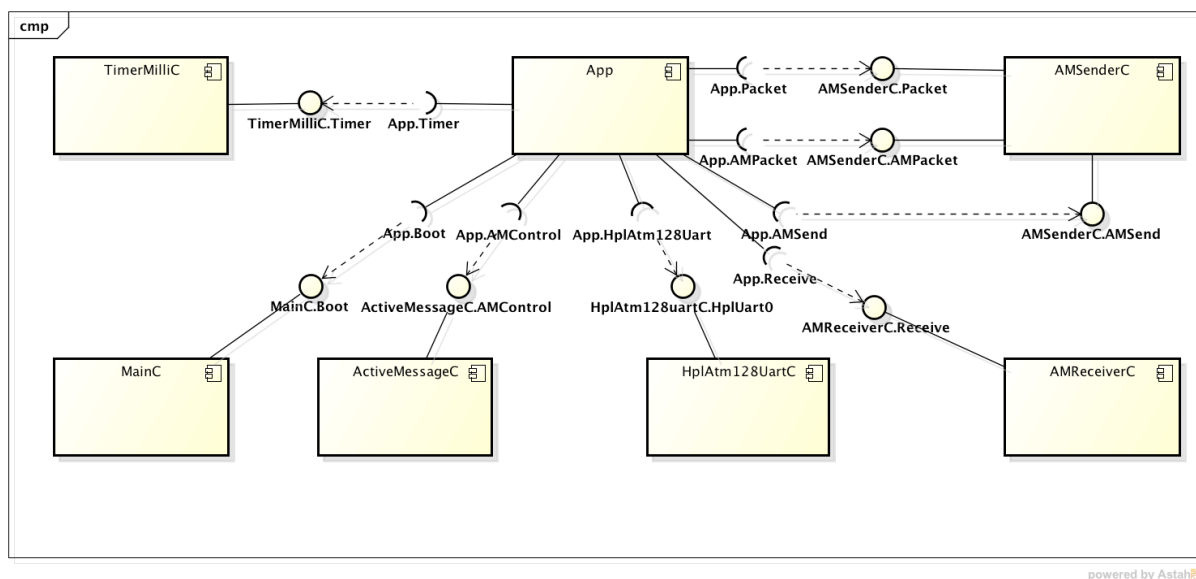 cmp
TimerMilliC
App
AMSenderC
App.Packet
AMSenderC.Packet
TimerMilliC.Timer
App.Timer
App.AMPacket
AMSenderC.AMPacket
App.Boot
App.AMControl
App.HplAtm128Uart
App.AMSend
AMSenderC.AMSend
App.Receive
MainC.Boot
ActiveMessageC.AMControl
HplAtm128uartC.HplUart0
AMReceiverC.Receive
MainC
ActiveMessageC
HplAtm128UartC
AMReceiverC
powered by Astah